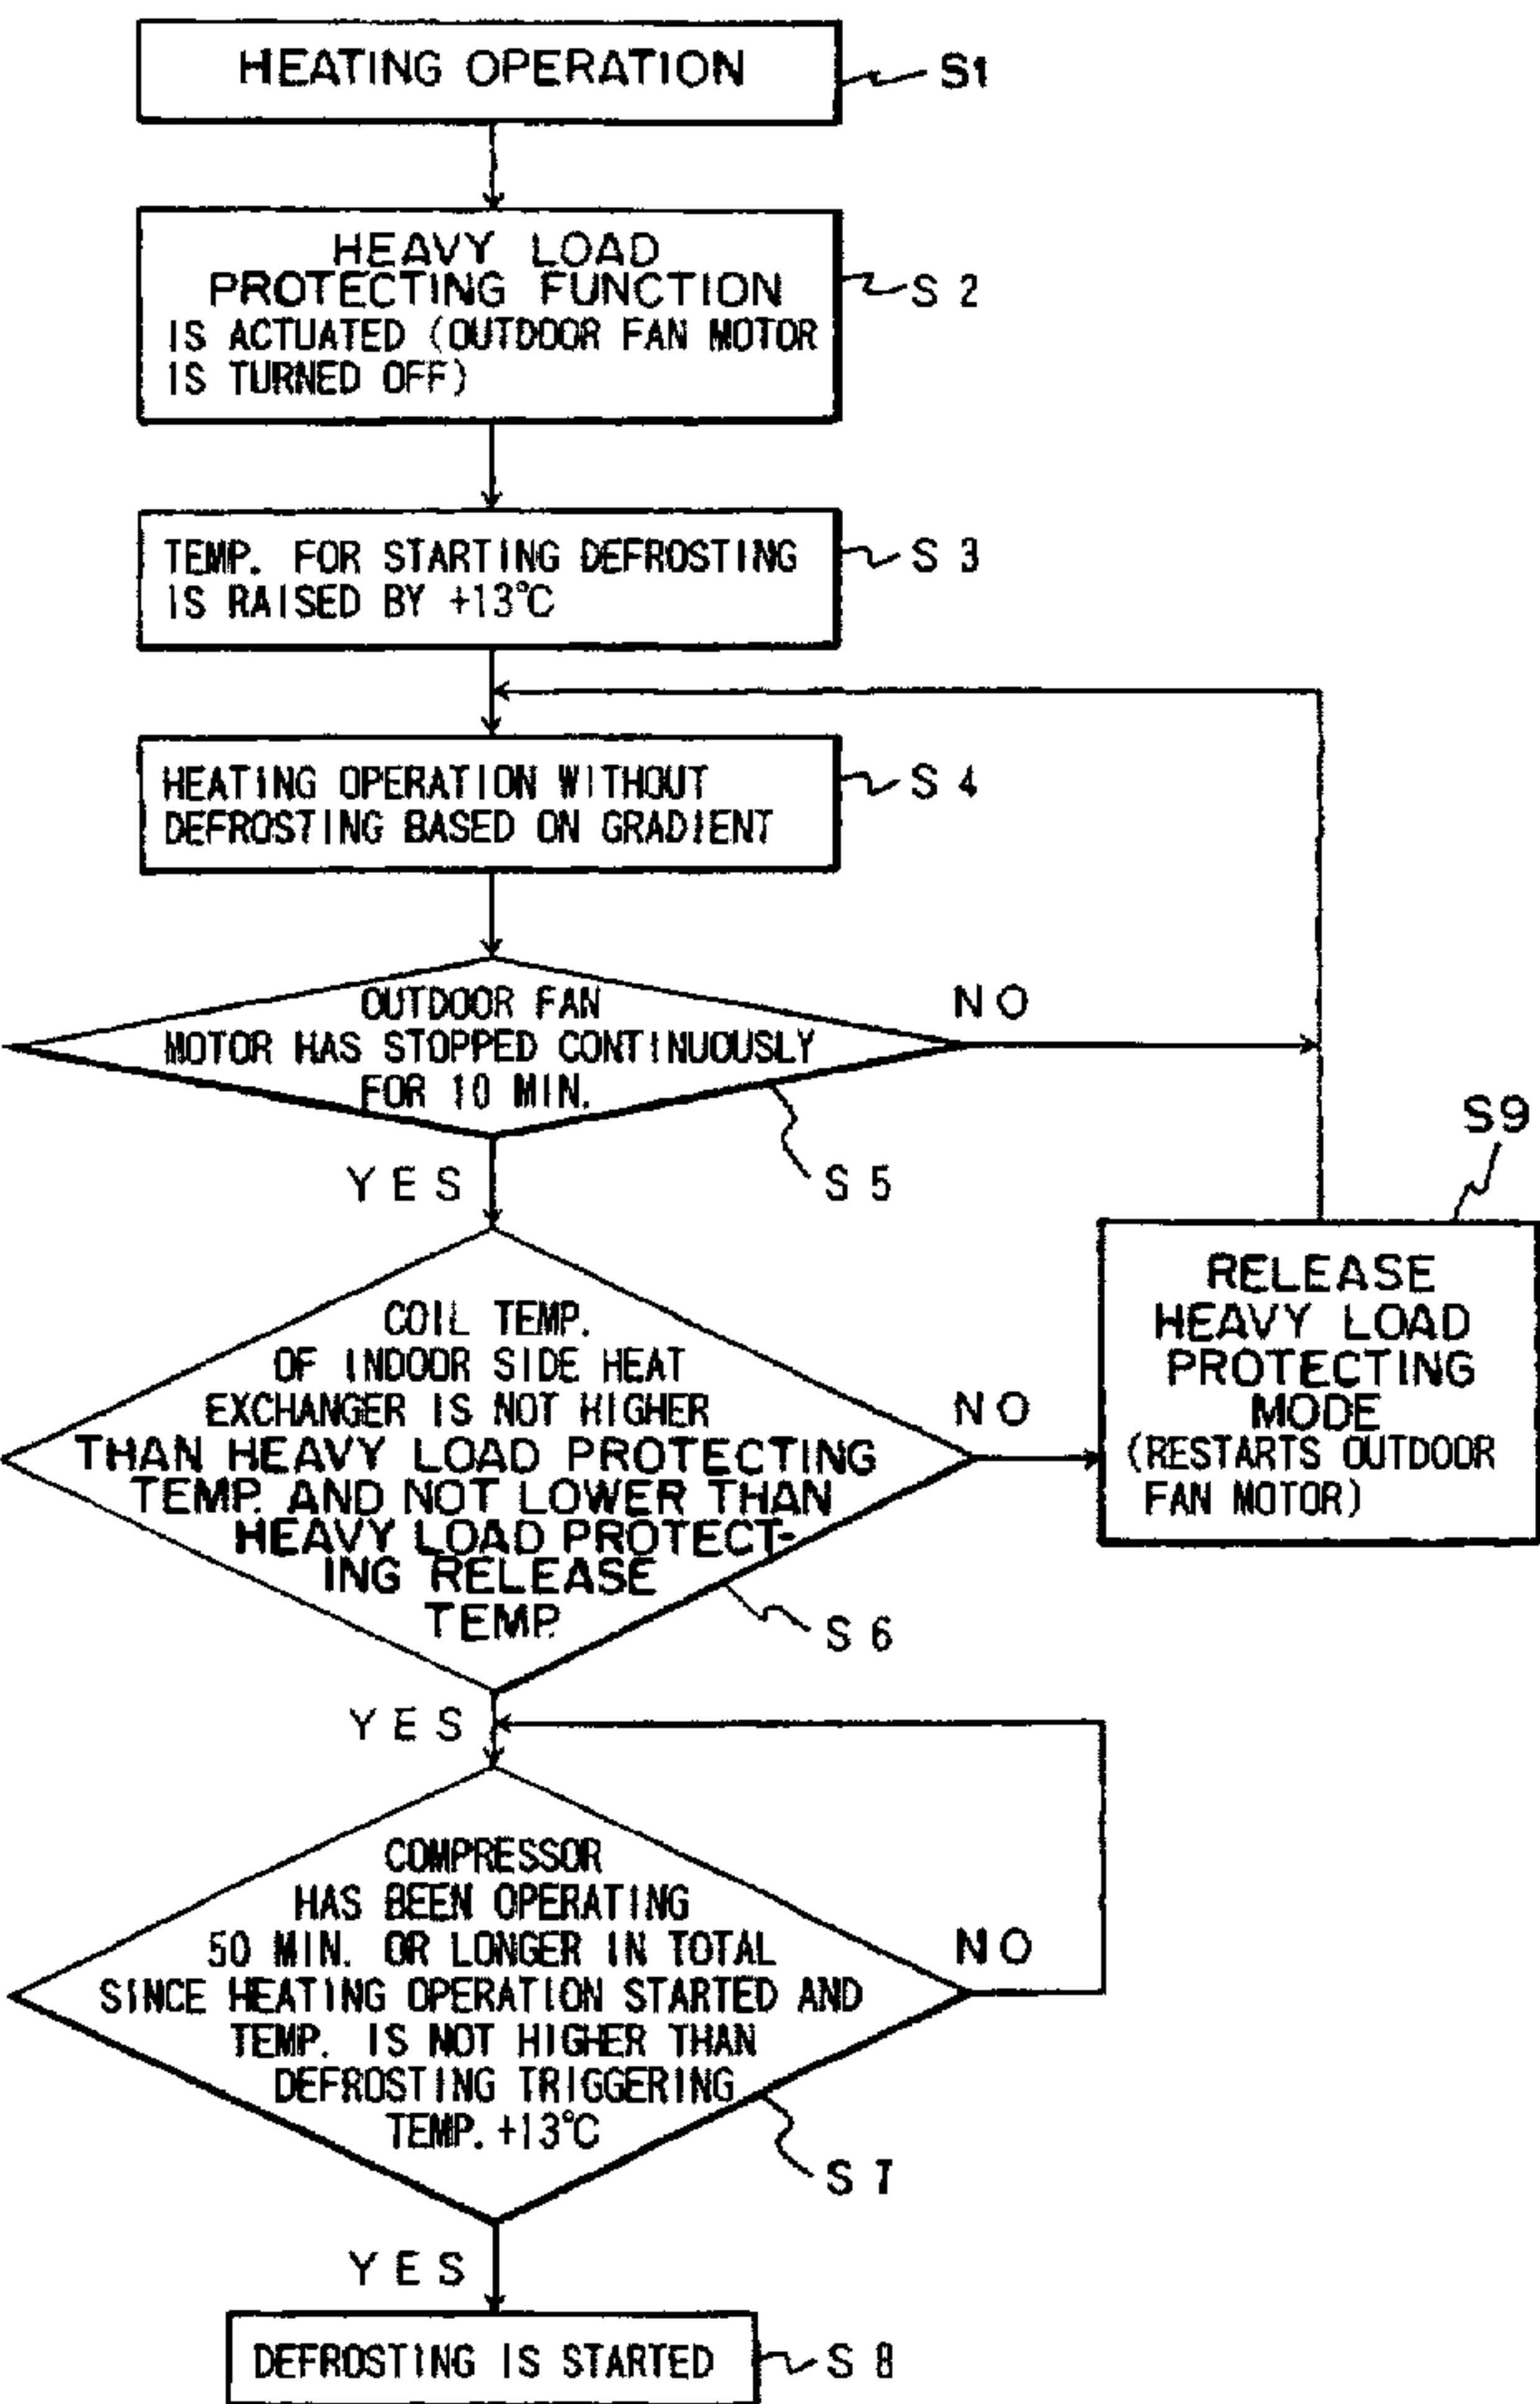 HEATING OPERATION
S1
HEAVY LOAD
PROTECTING FUNCTION
IS ACTUATED (OUTDOOR FAN MOTOR
IS TURNED OFF)
S 2
TEMP. FOR STARTING DEFROSTING
IS RAISED BY +13°C
S 3
HEATING OPERATION WITHOUT
DEFROSTING BASED ON GRADIENT
S 4
OUTDOOR FAN
MOTOR HAS STOPPED CONTINUOUSLY
FOR 10 MIN.
NO
YES
S 5
S9
RELEASE
HEAVY LOAD
PROTECTING
MODE
(RESTARTS OUTDOOR
FAN MOTOR)
COIL TEMP.
OF INDOOR SIDE HEAT
EXCHANGER IS NOT HIGHER
THAN HEAVY LOAD PROTECTING
TEMP. AND NOT LOWER THAN
HEAVY LOAD PROTECT-
ING RELEASE
TEMP.
NO
S 6
YES
COMPRESSOR
HAS BEEN OPERATING
50 MIN. OR LONGER IN TOTAL
SINCE HEATING OPERATION STARTED AND
TEMP. IS NOT HIGHER THAN
DEFROSTING TRIGGERING
TEMP. +13°C
NO
S 7
YES
DEFROSTING IS STARTED
S 8